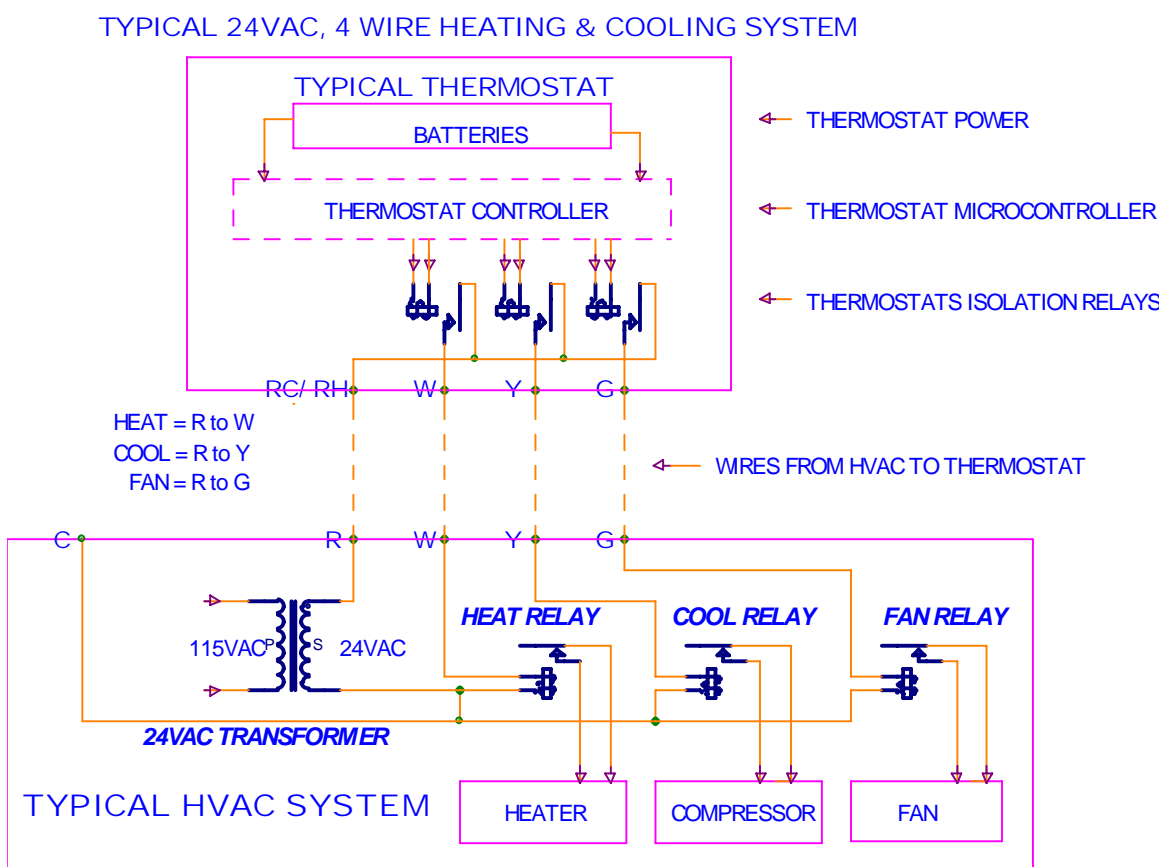 TYPICAL 24VAC, 4 WIRE HEATING & COOLING SYSTEM
TYPICAL THERMOSTAT
BATTERIES
THERMOSTAT POWER
THERMOSTAT CONTROLLER
THERMOSTAT MICROCONTROLLER
THERMOSTATS ISOLATION RELAYS
RC/ RH W Y G
HEAT = R to W
COOL = R to Y
FAN = R to G
WIRES FROM HVAC TO THERMOSTAT
C R W Y G
HEAT RELAY COOL RELAY FAN RELAY
115VAC P S 24VAC
24VAC TRANSFORMER
TYPICAL HVAC SYSTEM
HEATER COMPRESSOR FAN